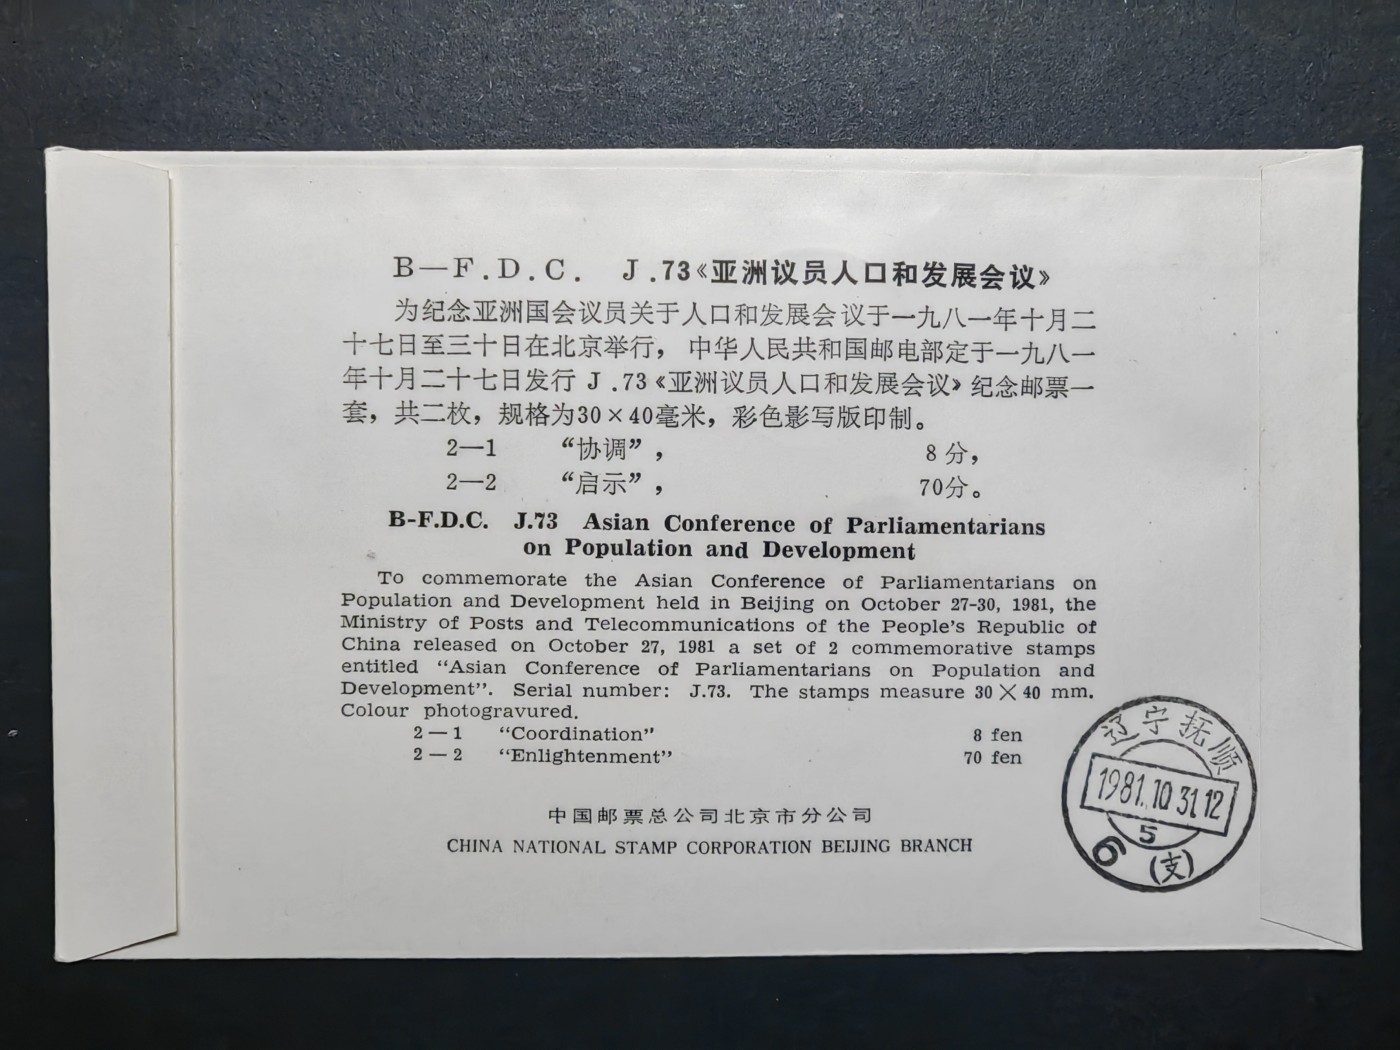 B—F.D.C. J.73《亚洲议员人口和发展会议》
为纪念亚洲国会议员关于人口和发展会议于一九八一年十月二
十七日至三十日在北京举行，中华人民共和国邮电部定于一九八一
年十月二十七日发行 J.73《亚洲议员人口和发展会议》纪念邮票一
套，共二枚，规格为30×40毫米，彩色影写版印制。
2—1 “协调”， 8分，
2—2 “启示”， 70分。
B-F.D.C. J.73 Asian Conference of Parliamentarians
on Population and Development
To commemorate the Asian Conference of Parliamentarians on
Population and Development held in Beijing on October 27-30, 1981, the
Ministry of Posts and Telecommunications of the People's Republic of
China released on October 27, 1981 a set of 2 commemorative stamps
entitled “Asian Conference of Parliamentarians on Population and
Development”. Serial number: J.73. The stamps measure 30×40 mm.
Colour photogravured.
2—1 “Coordination” 8 fen
2—2 “Enlightenment” 70 fen
中国邮票总公司北京市分公司
CHINA NATIONAL STAMP CORPORATION BEIJING BRANCH
辽宁抚顺
1981.10 31 12
5
6 (支)